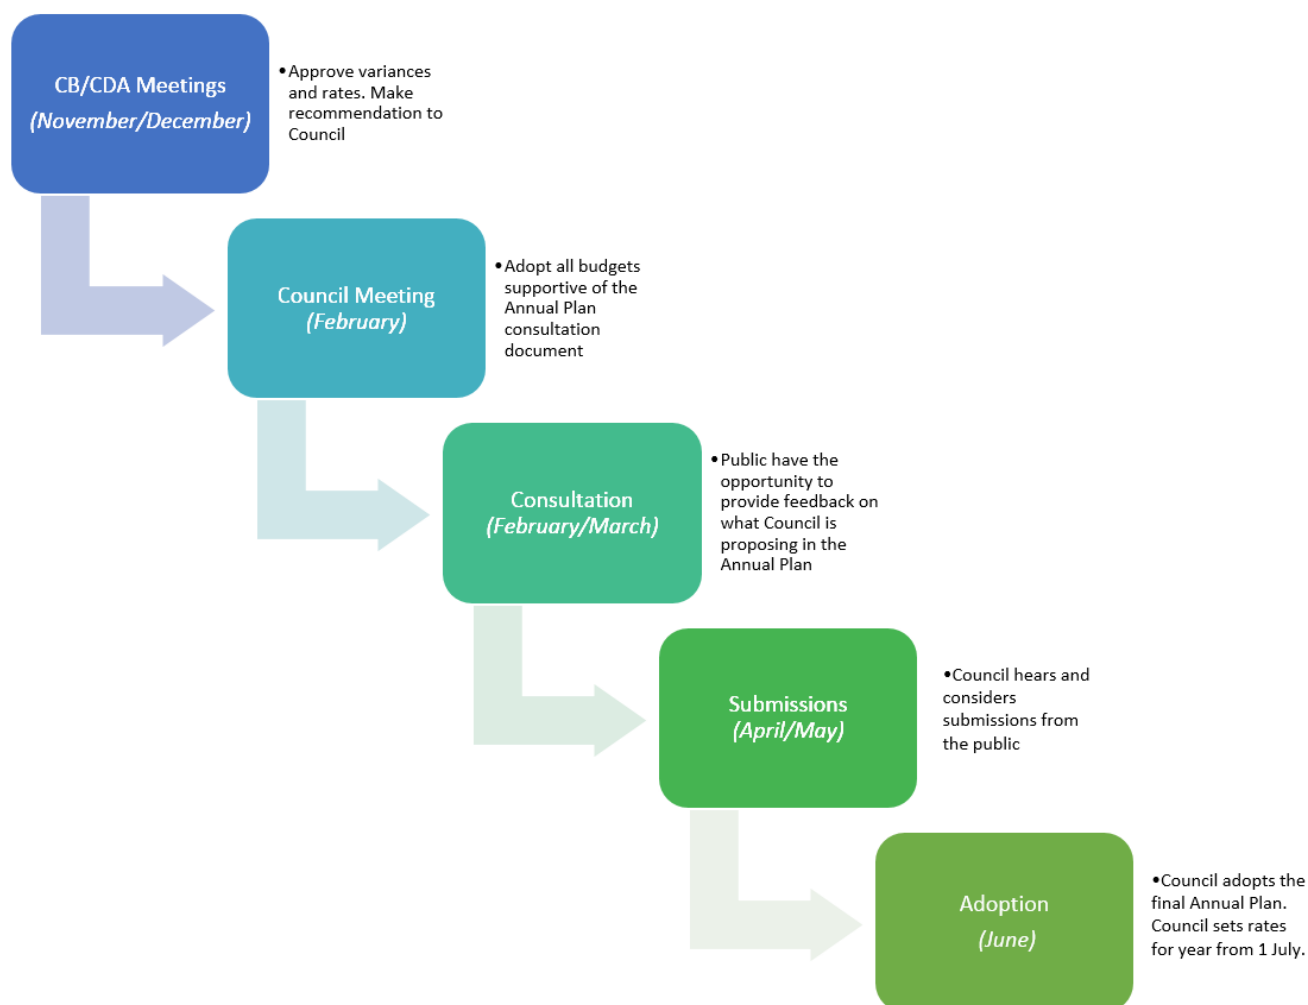 CB/CDA Meetings
(November/December)
•Approve variances
and rates. Make
recommendation to
Council
Council Meeting
(February)
•Adopt all budgets
supportive of the
Annual Plan
consultation
document
Consultation
(February/March)
•Public have the
opportunity to
provide feedback on
what Council is
proposing in the
Annual Plan
Submissions
(April/May)
•Council hears and
considers
submissions from
the public
Adoption
(June)
•Council adopts the
final Annual Plan.
Council sets rates
for year from 1 July.